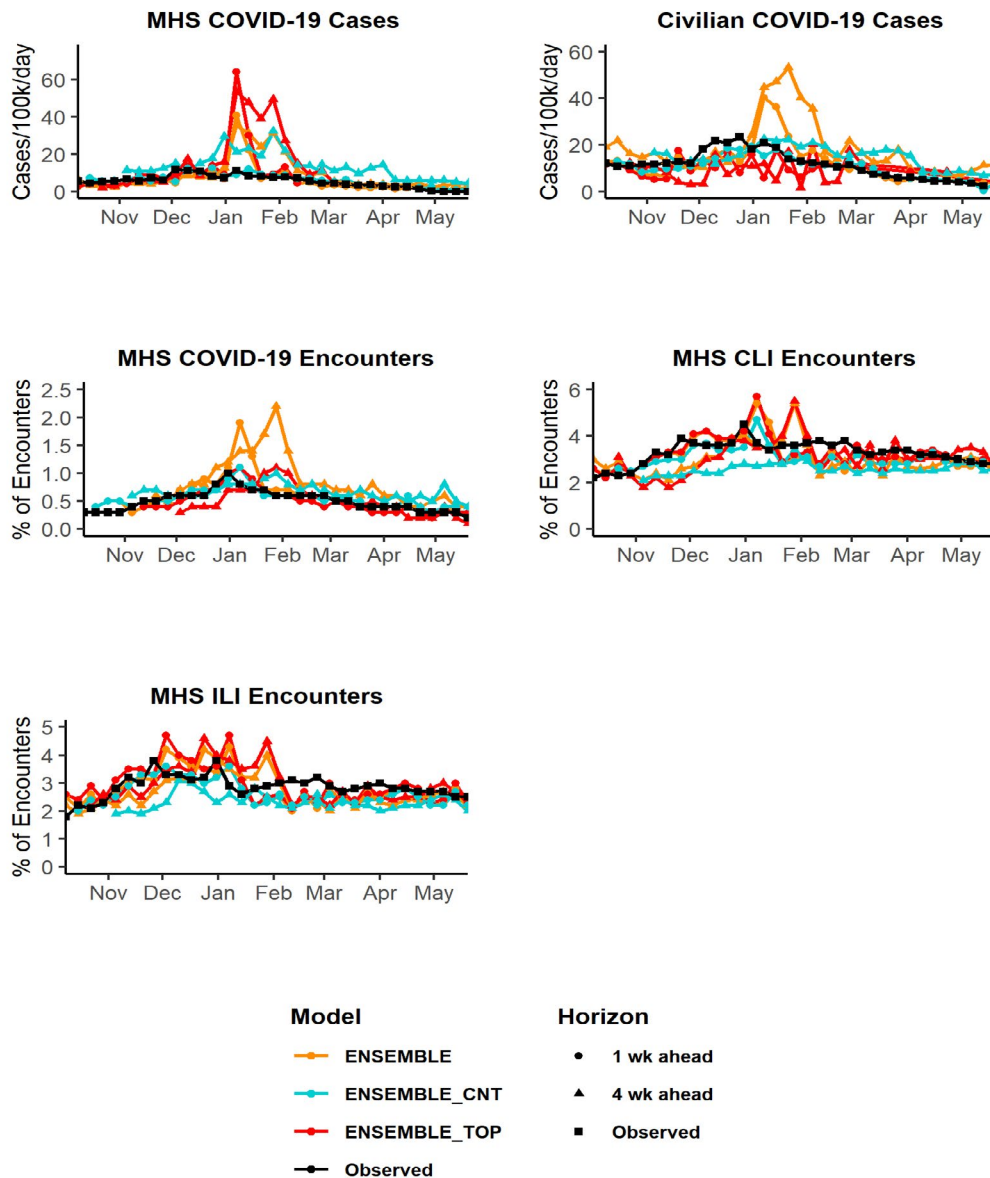 MHS COVID-19 Cases
Cases/100k/day
60
40
20
0
Nov Dec Jan Feb Mar Apr May
Civilian COVID-19 Cases
Cases/100k/day
60
40
20
0
Nov Dec Jan Feb Mar Apr May
MHS COVID-19 Encounters
% of Encounters
2.5
2.0
1.5
1.0
0.5
0.0
Nov Dec Jan Feb Mar Apr May
MHS CLI Encounters
% of Encounters
6
4
2
0
Nov Dec Jan Feb Mar Apr May
MHS ILI Encounters
% of Encounters
5
4
3
2
1
0
Nov Dec Jan Feb Mar Apr May
Model
ENSEMBLE
ENSEMBLE_CNT
ENSEMBLE_TOP
Observed
Horizon
1 wk ahead
4 wk ahead
Observed